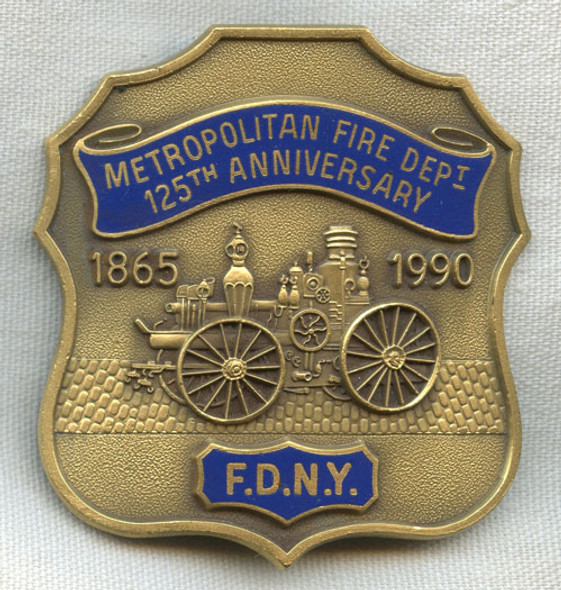 METROPOLITAN FIRE DEPT
125TH ANNIVERSARY
1865 1990
F.D.N.Y.